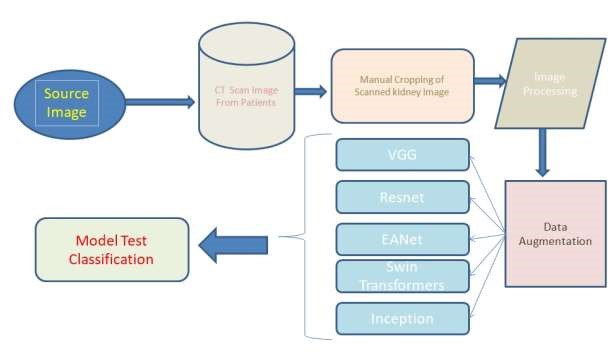 Source
Image
CT Scan Image
From Patients
Manual Cropping of
Scanned kidney Image
Image
Processing
VGG
Resnet
EANet
Swin
Transformers
Inception
Data
Augmentation
Model Test
Classification